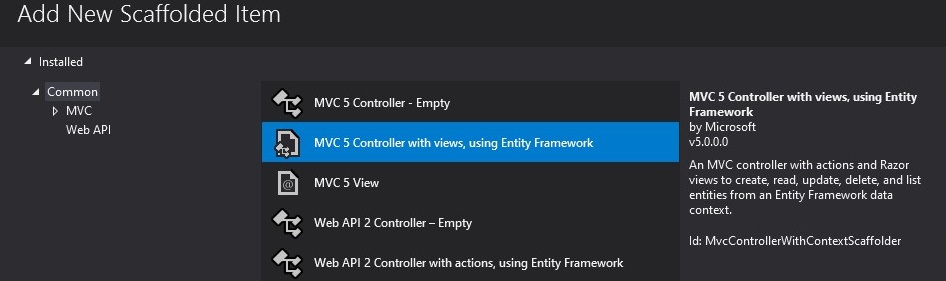 Add New Scaffolded Item
Installed
Common
MVC
Web API
MVC 5 Controller - Empty
MVC 5 Controller with views, using Entity Framework
MVC 5 View
Web API 2 Controller – Empty
Web API 2 Controller with actions, using Entity Framework
MVC 5 Controller with views, using Entity
Framework
by Microsoft
v5.0.0.0
An MVC controller with actions and Razor
views to create, read, update, delete, and list
entities from an Entity Framework data
context.
Id: MvcControllerWithContextScaffolder